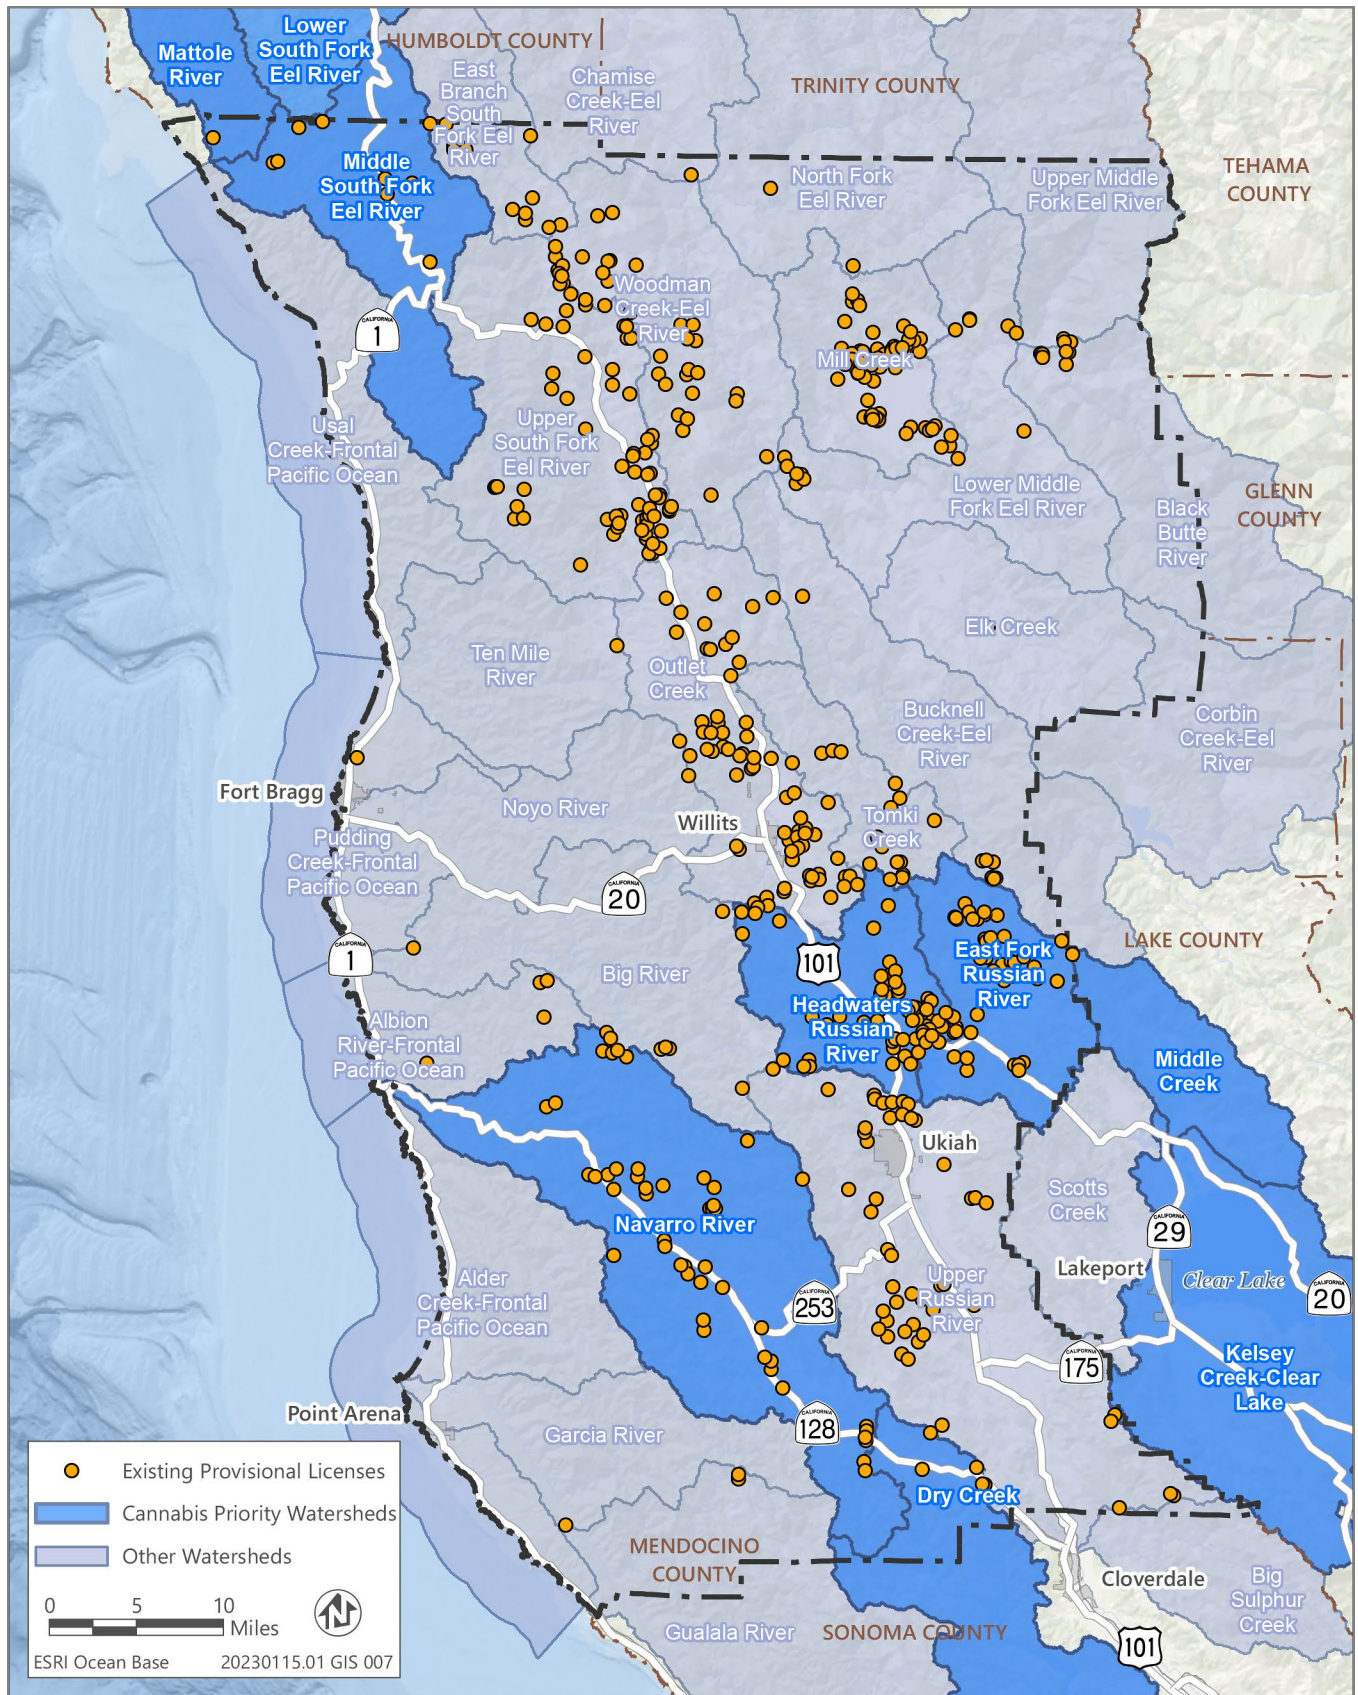 Lower
South Fork
Eel River
Mattole
River
HUMBOLDT COUNTY
East
Branch
South
Fork Eel
River
Chamise
Creek-Eel
River
TRINITY COUNTY
TEHAMA
COUNTY
Middle
South Fork
Eel River
North Fork
Eel River
Upper Middle
Fork Eel River
Woodman
Creek-Eel
River
CALIFORNIA
1
Mill Creek
Usal
Creek-Frontal
Pacific Ocean
Upper
South Fork
Eel River
Lower Middle
Fork Eel River
GLENN
COUNTY
Black
Butte
River
Elk Creek
Ten Mile
River
Outlet
Creek
Bucknell
Creek-Eel
River
Corbin
Creek-Eel
River
Fort Bragg
Noyo River
Willits
Tomki
Creek
Pudding
Creek-Frontal
Pacific Ocean
CALIFORNIA
20
CALIFORNIA
1
101
East Fork
Russian
River
LAKE COUNTY
Big River
Headwaters
Russian
River
Albion
River-Frontal
Pacific Ocean
Middle
Creek
Ukiah
Scotts
Creek
Navarro River
CALIFORNIA
29
Lakeport
Clear Lake
CALIFORNIA
20
Alder
Creek-Frontal
Pacific Ocean
CALIFORNIA
253
Upper
Russian
River
CALIFORNIA
175
Kelsey
Creek-Clear
Lake
Point Arena
CALIFORNIA
128
Garcia River
Dry Creek
MENDOCINO
COUNTY
Cloverdale
Big
Sulphur
Creek
Gualala River
SONOMA COUNTY
101
Existing Provisional Licenses
Cannabis Priority Watersheds
Other Watersheds
0 5 10
Miles
N
ESRI Ocean Base 20230115.01 GIS 007